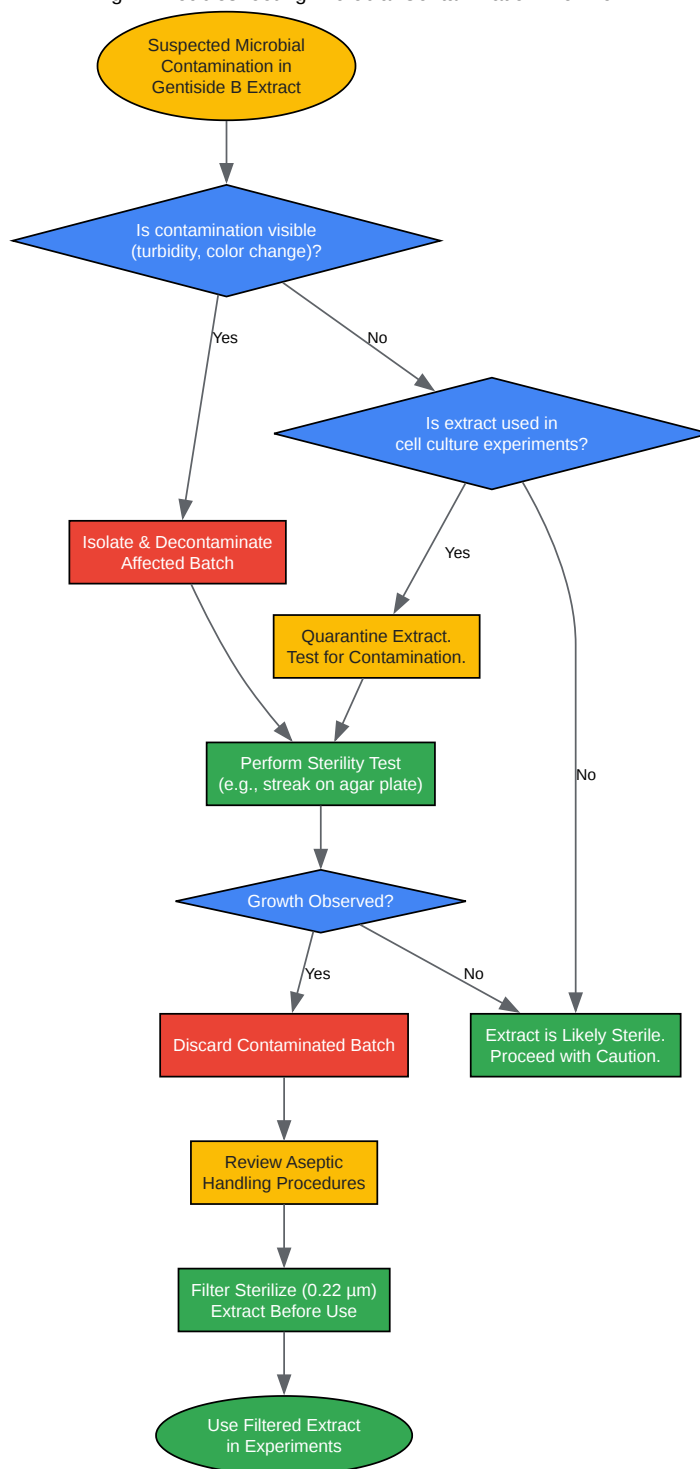 Suspected Microbial
Contamination in
Gentiside B Extract
Is contamination visible
(turbidity, color change)?
Yes
No
Is extract used in
cell culture experiments?
Isolate & Decontaminate
Affected Batch
Yes
Quarantine Extract.
Test for Contamination.
Perform Sterility Test
(e.g., streak on agar plate)
No
Growth Observed?
Yes
No
Discard Contaminated Batch
Extract is Likely Sterile.
Proceed with Caution.
Review Aseptic
Handling Procedures
Filter Sterilize (0.22 µm)
Extract Before Use
Use Filtered Extract
in Experiments